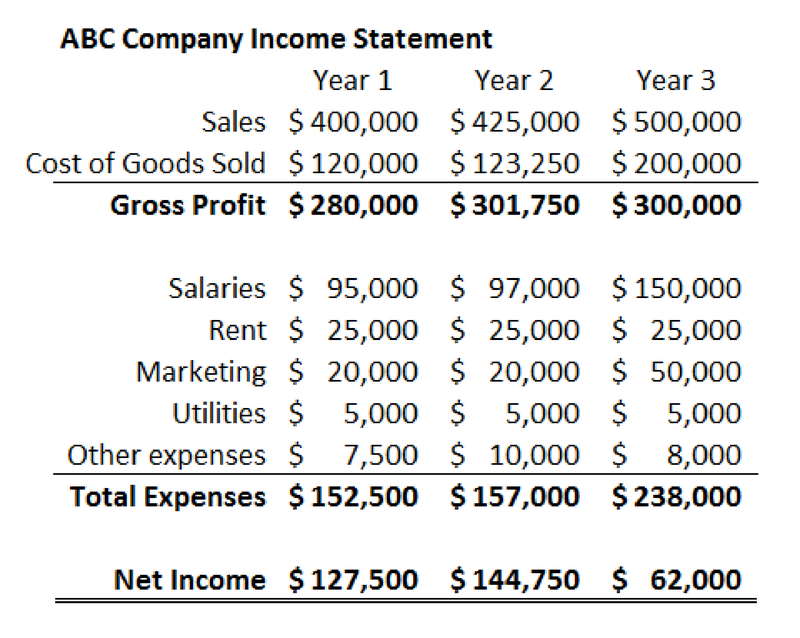 ABC Company Income Statement
Year 1 Year 2 Year 3
Sales $ 400,000 $ 425,000 $ 500,000
Cost of Goods Sold $ 120,000 $ 123,250 $ 200,000
Gross Profit $ 280,000 $ 301,750 $ 300,000
Salaries $ 95,000 $ 97,000 $ 150,000
Rent $ 25,000 $ 25,000 $ 25,000
Marketing $ 20,000 $ 20,000 $ 50,000
Utilities $ 5,000 $ 5,000 $ 5,000
Other expenses $ 7,500 $ 10,000 $ 8,000
Total Expenses $ 152,500 $ 157,000 $ 238,000
Net Income $ 127,500 $ 144,750 $ 62,000